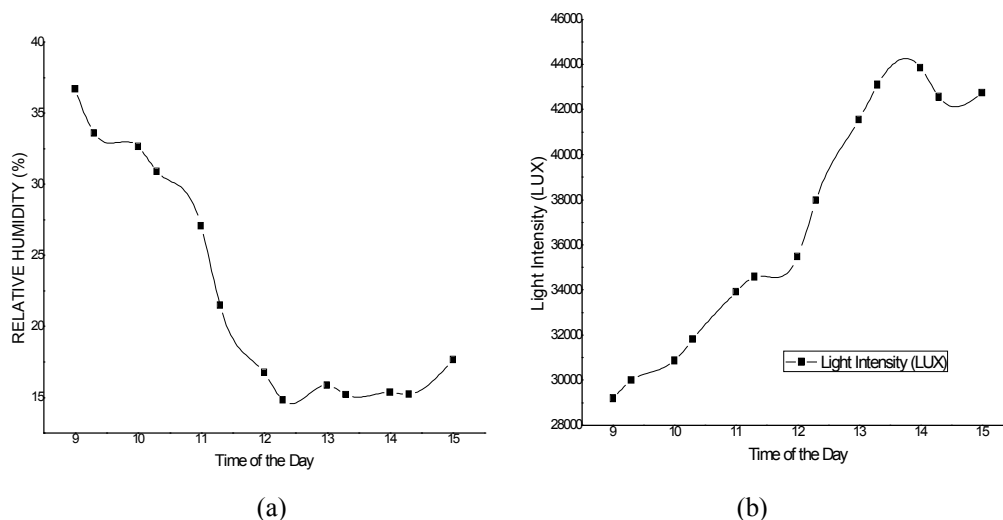 40
35
30
25
20
15
RELATIVE HUMIDITY (%)
9 10 11 12 13 14 15
Time of the Day
(a)
46000
44000
42000
40000
38000
36000
34000
32000
30000
28000
Light Intensity (LUX)
Light Intensity (LUX)
9 10 11 12 13 14 15
Time of the Day
(b)